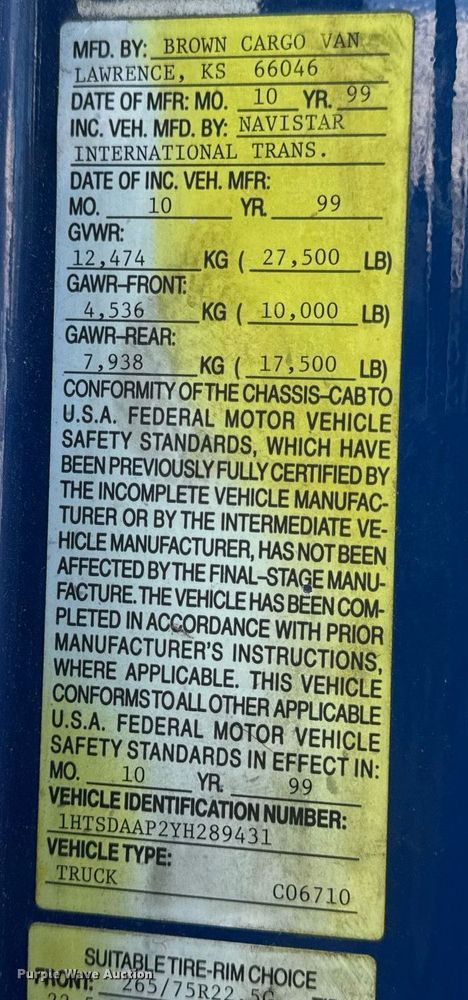 MFD. BY: BROWN CARGO VAN
LAWRENCE, KS 66046
DATE OF MFR: MO. 10 YR. 99
INC. VEH. MFD. BY: NAVISTAR
INTERNATIONAL TRANS.
DATE OF INC. VEH. MFR:
MO. 10 YR. 99
GVWR:
12,474 KG ( 27,500 LB)
GAWR-FRONT:
4,536 KG ( 10,000 LB)
GAWR-REAR:
7,938 KG ( 17,500 LB)
CONFORMITY OF THE CHASSIS-CAB TO
U.S.A. FEDERAL MOTOR VEHICLE
SAFETY STANDARDS, WHICH HAVE
BEEN PREVIOUSLY FULLY CERTIFIED BY
THE INCOMPLETE VEHICLE MANUFAC-
TURER OR BY THE INTERMEDIATE VE-
HICLE MANUFACTURER, HAS NOT BEEN
AFFECTED BY THE FINAL-STAGE MANU-
FACTURE. THE VEHICLE HAS BEEN COM-
PLETED IN ACCORDANCE WITH PRIOR
MANUFACTURER'S INSTRUCTIONS,
WHERE APPLICABLE. THIS VEHICLE
CONFORMS TO ALL OTHER APPLICABLE
U.S.A. FEDERAL MOTOR VEHICLE
SAFETY STANDARDS IN EFFECT IN:
MO. 10 YR. 99
VEHICLE IDENTIFICATION NUMBER:
1HTSDAAP2YH289431
VEHICLE TYPE:
TRUCK C06710
SUITABLE TIRE-RIM CHOICE
FRONT: 265/75R22.5G
Purple Wave Auction